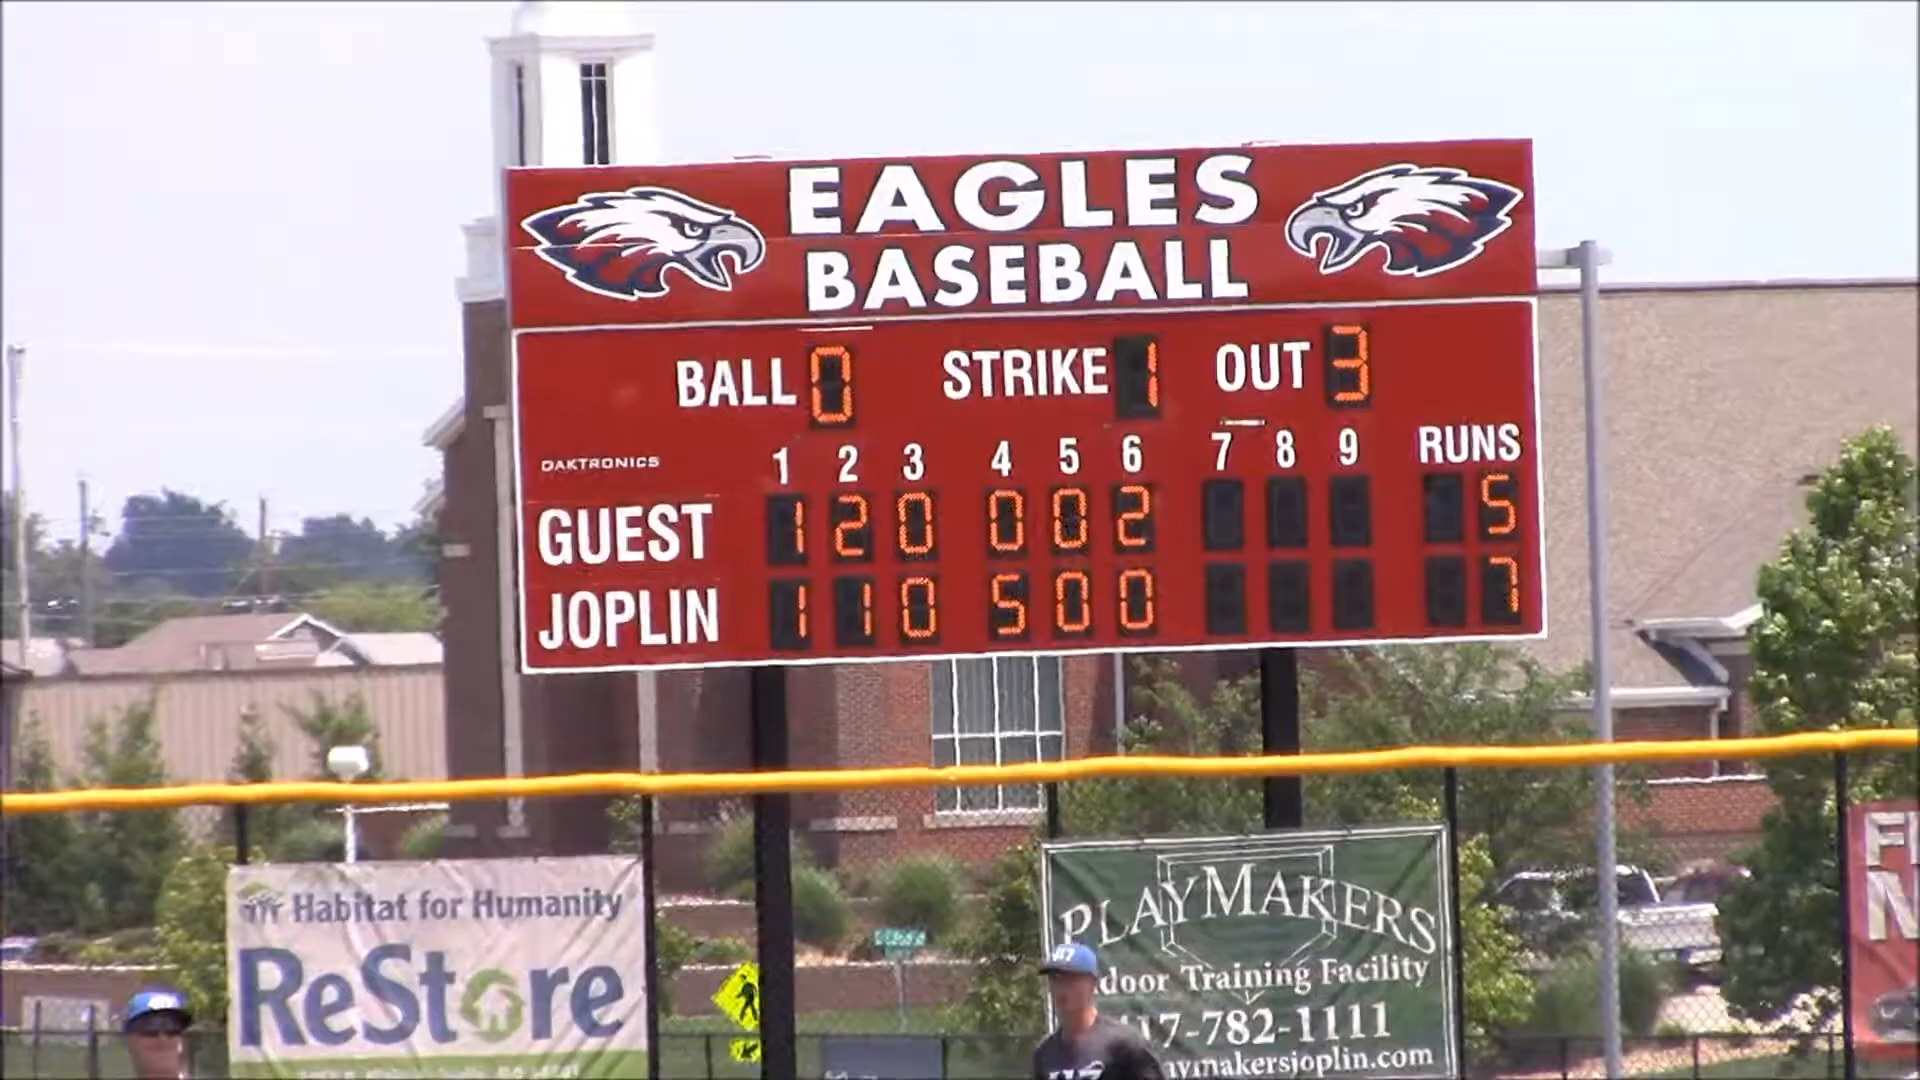 EAGLES
BASEBALL
BALL 0 STRIKE 1 OUT 3
DAKTRONICS 1 2 3 4 5 6 7 8 9 RUNS
GUEST 1 2 0 0 0 2 5
JOPLIN 1 1 0 5 0 0 7
Habitat for Humanity
ReStore
PLAYMAKERS
door Training Facility
17-782-1111
aymakersjoplin.com
417